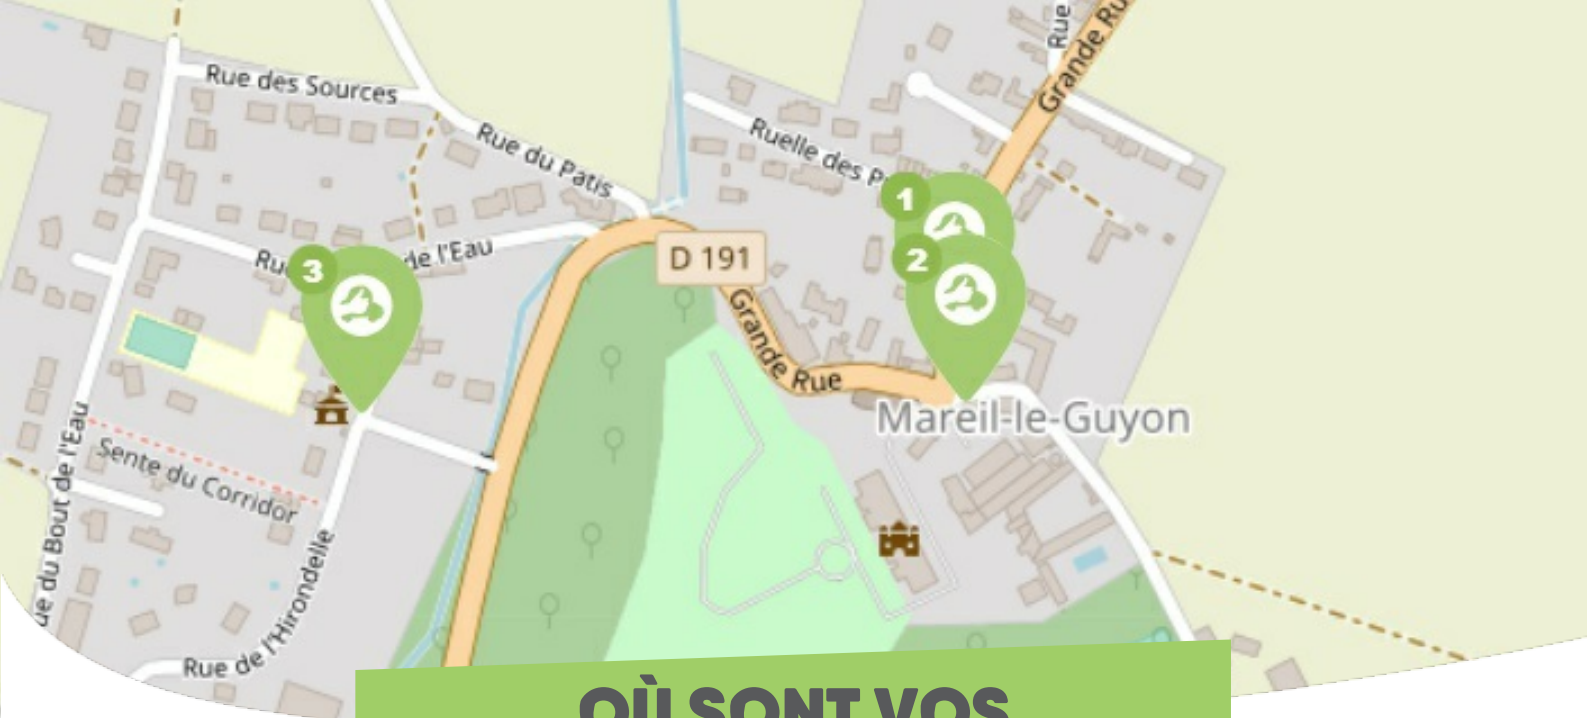 Rue des Sources
Rue du Patis
Ruelle des P
Rue
Grande Ru
1
2
3
Rue
de l'Eau
D 191
Grande Rue
Mareil-le-Guyon
Sente du Corridor
ue du Bout de l'Eau
Rue de l'Hirondelle
OÙ SONT VOS